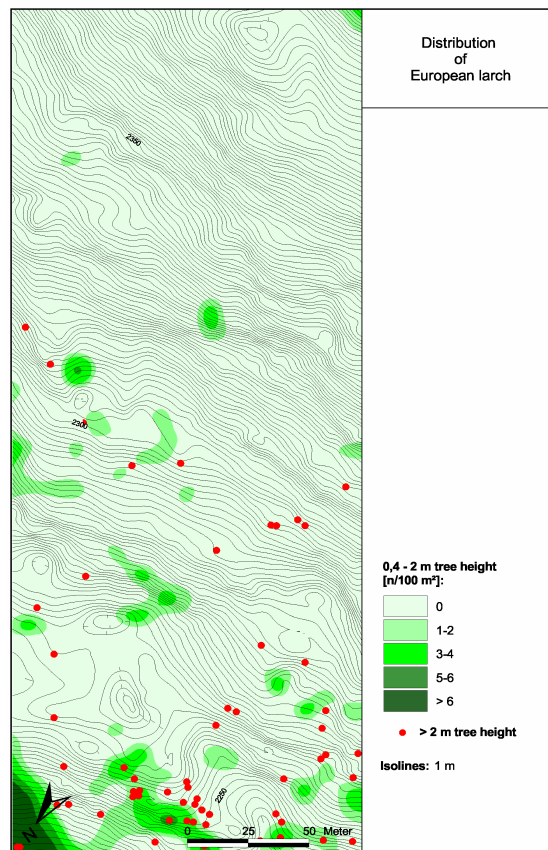 Distribution
of
European larch
2350
2300
2250
0,4 - 2 m tree height
[n/100 m²]:
0
1-2
3-4
5-6
> 6
> 2 m tree height
Isolines: 1 m
N
0 25 50 Meter